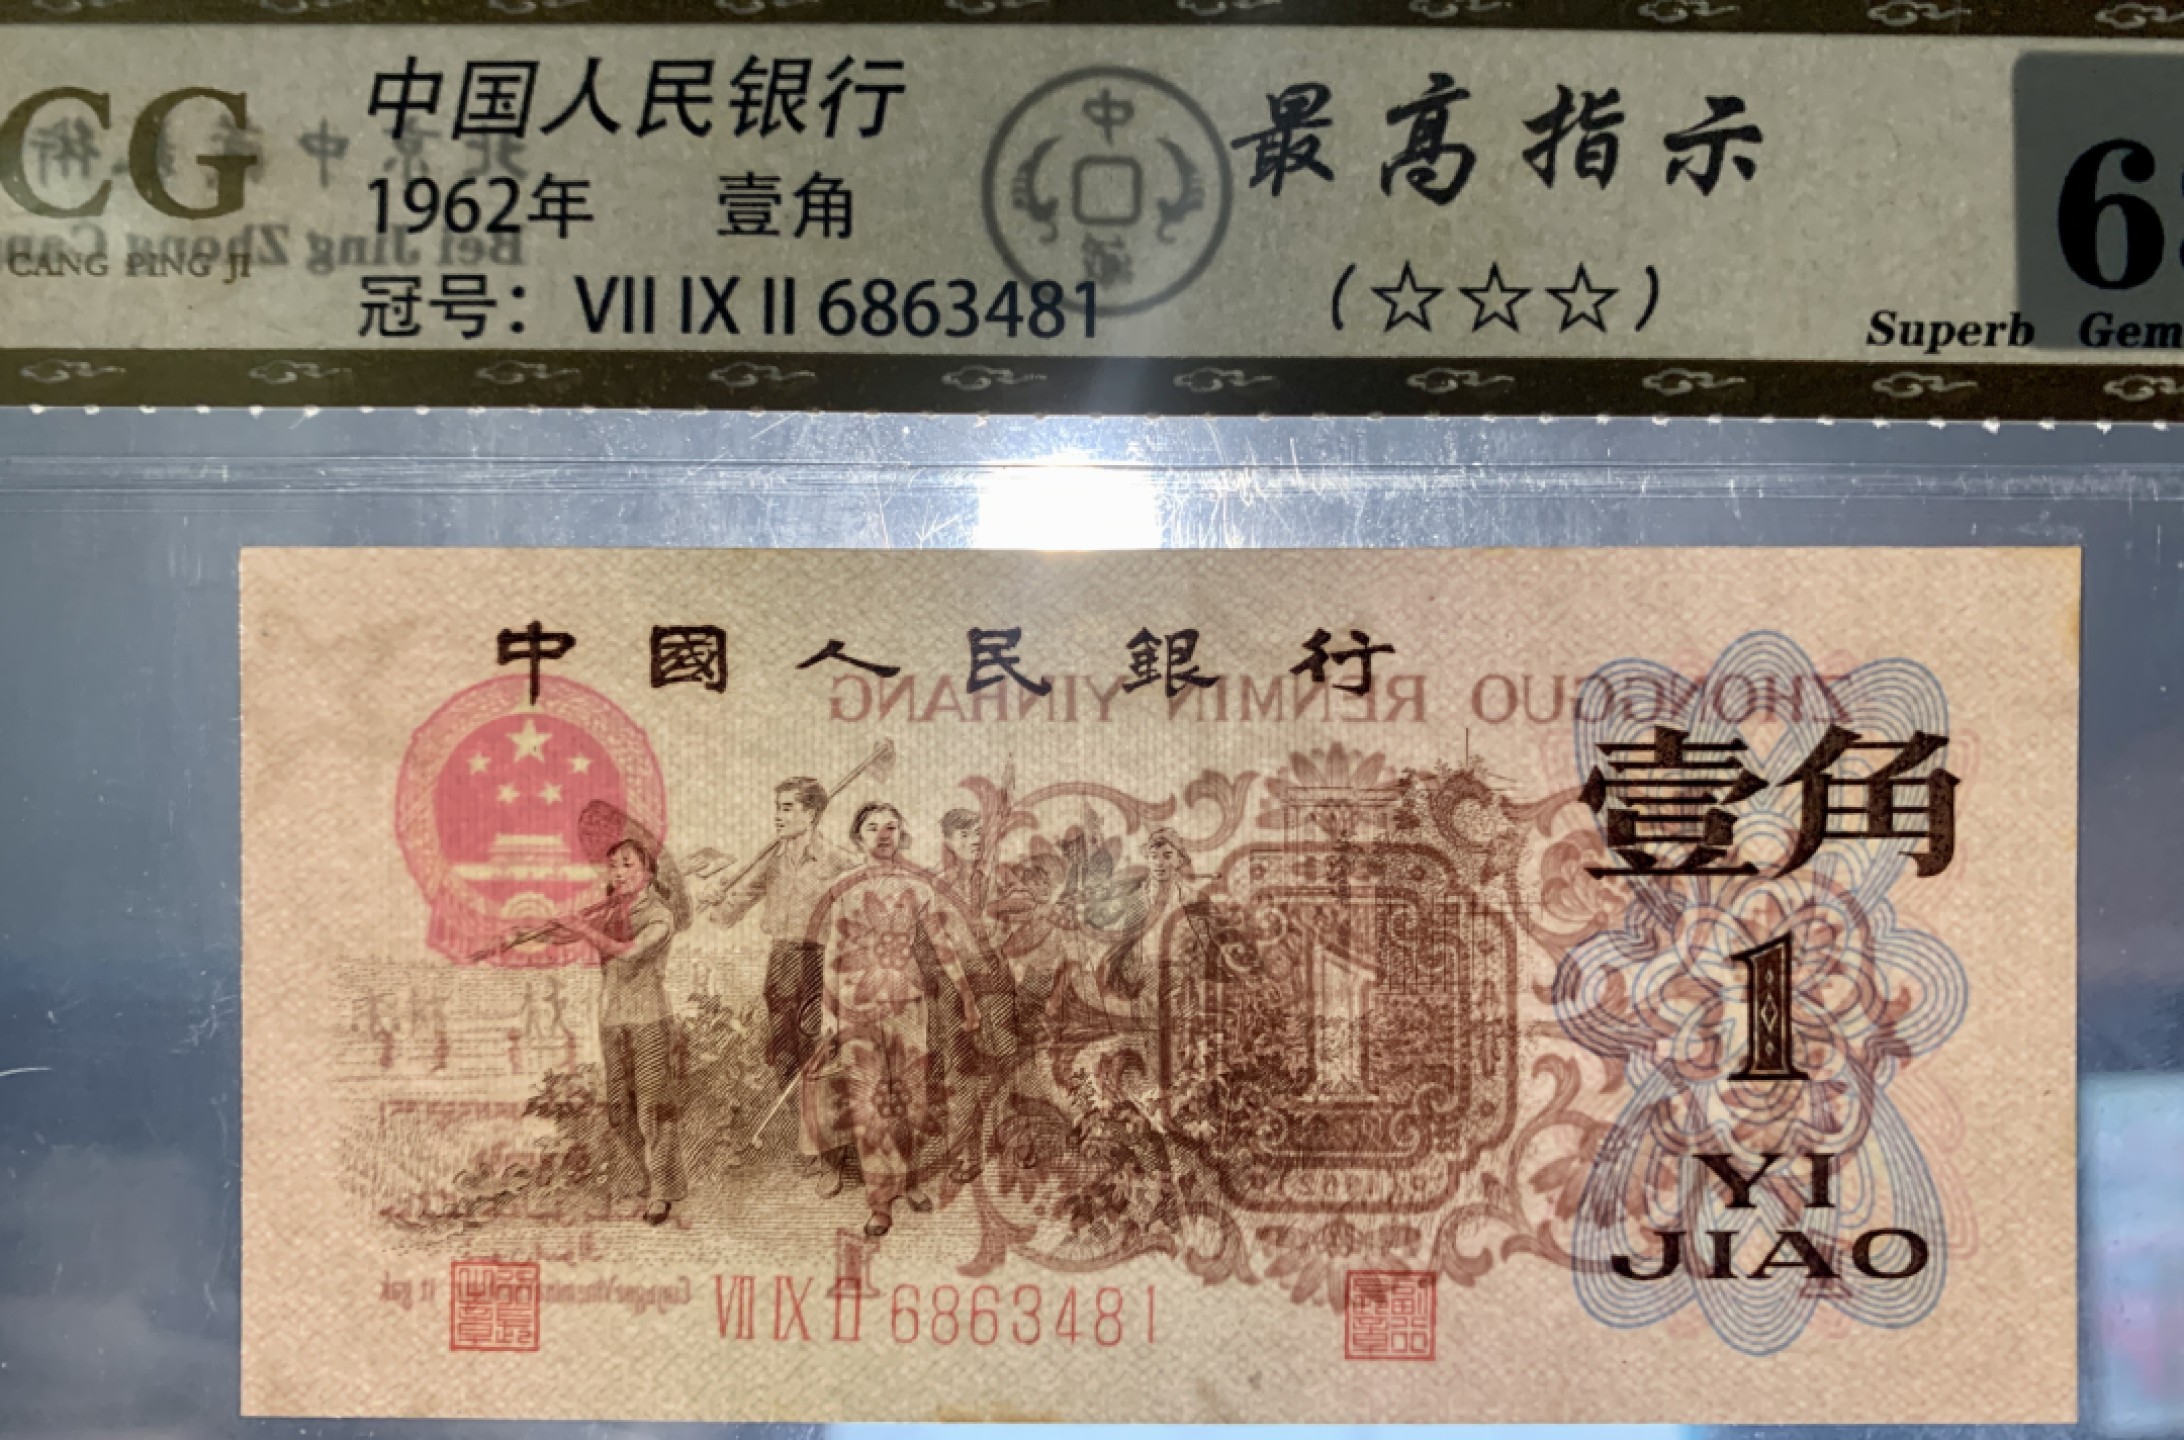 CG
CANG PING JI
中国人民银行
1962年 壹角
冠号：VII IX II 6863481
中
最高指示
(☆☆☆)
6
Superb Gem
中國人民銀行
ZHONGGUO RENMIN YINHANG
壹角
1
YI
JIAO
1
VII IX II 6863481